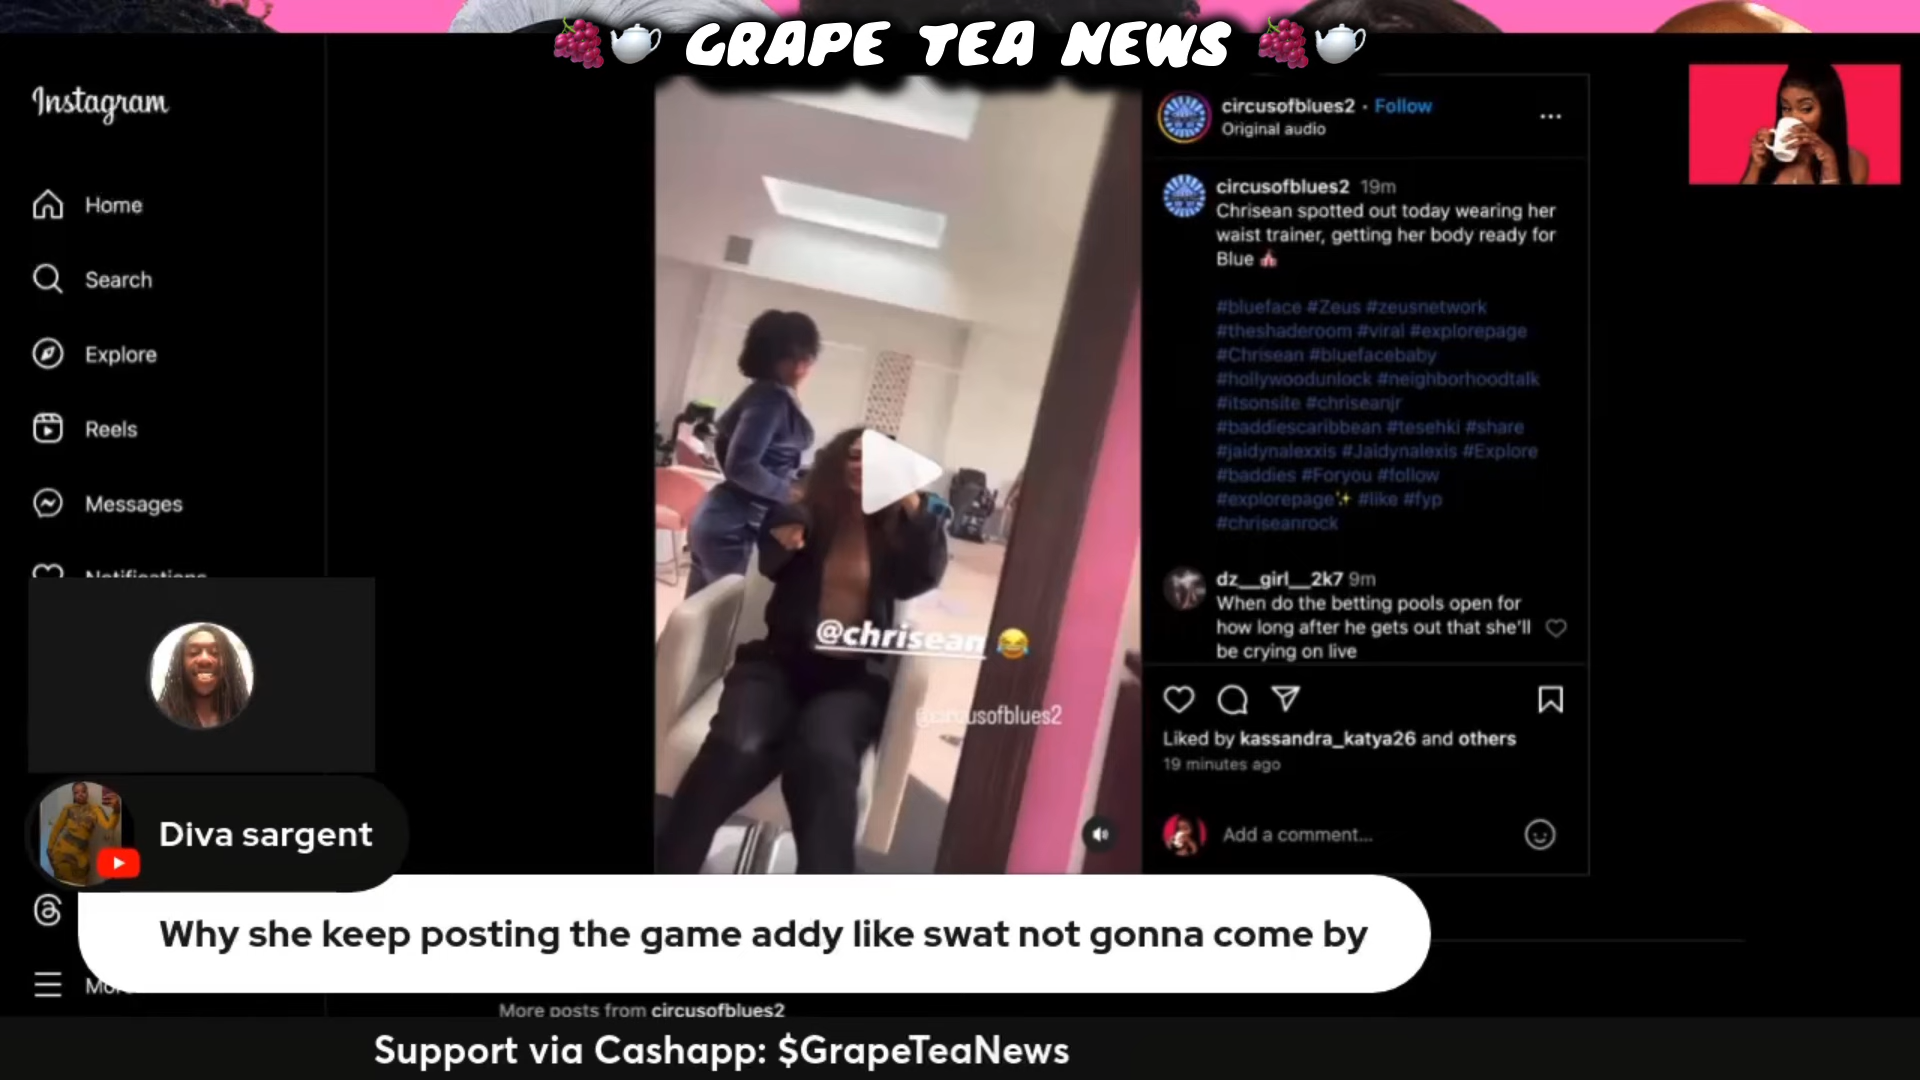 GRAPE TEA NEWS
Instagram
Home
Search
Explore
Reels
Messages
Notifications
More
@chrisean
@circusofblues2
circusofblues2 · Follow
Original audio
circusofblues2 19m
Chrisean spotted out today wearing her
waist trainer, getting her body ready for
Blue
#blueface #Zeus #zeusnetwork
#theshaderoom #viral #explorepage
#Chrisean #bluefacebaby
#hollywoodunlock #neighborhoodtalk
#itsonsite #chriseanjr
#baddiescaribbean #tesehki #share
#jaidynalexxis #Jaidynalexis #Explore
#baddies #Foryou #follow
#explorepage✨ #like #fyp
#chriseanrock
dz__girl__2k7 9m
When do the betting pools open for
how long after he gets out that she'll
be crying on live
Liked by kassandra_katya26 and others
19 minutes ago
Add a comment...
Diva sargent
Why she keep posting the game addy like swat not gonna come by
More posts from circusofblues2
Support via Cashapp: $GrapeTeaNews